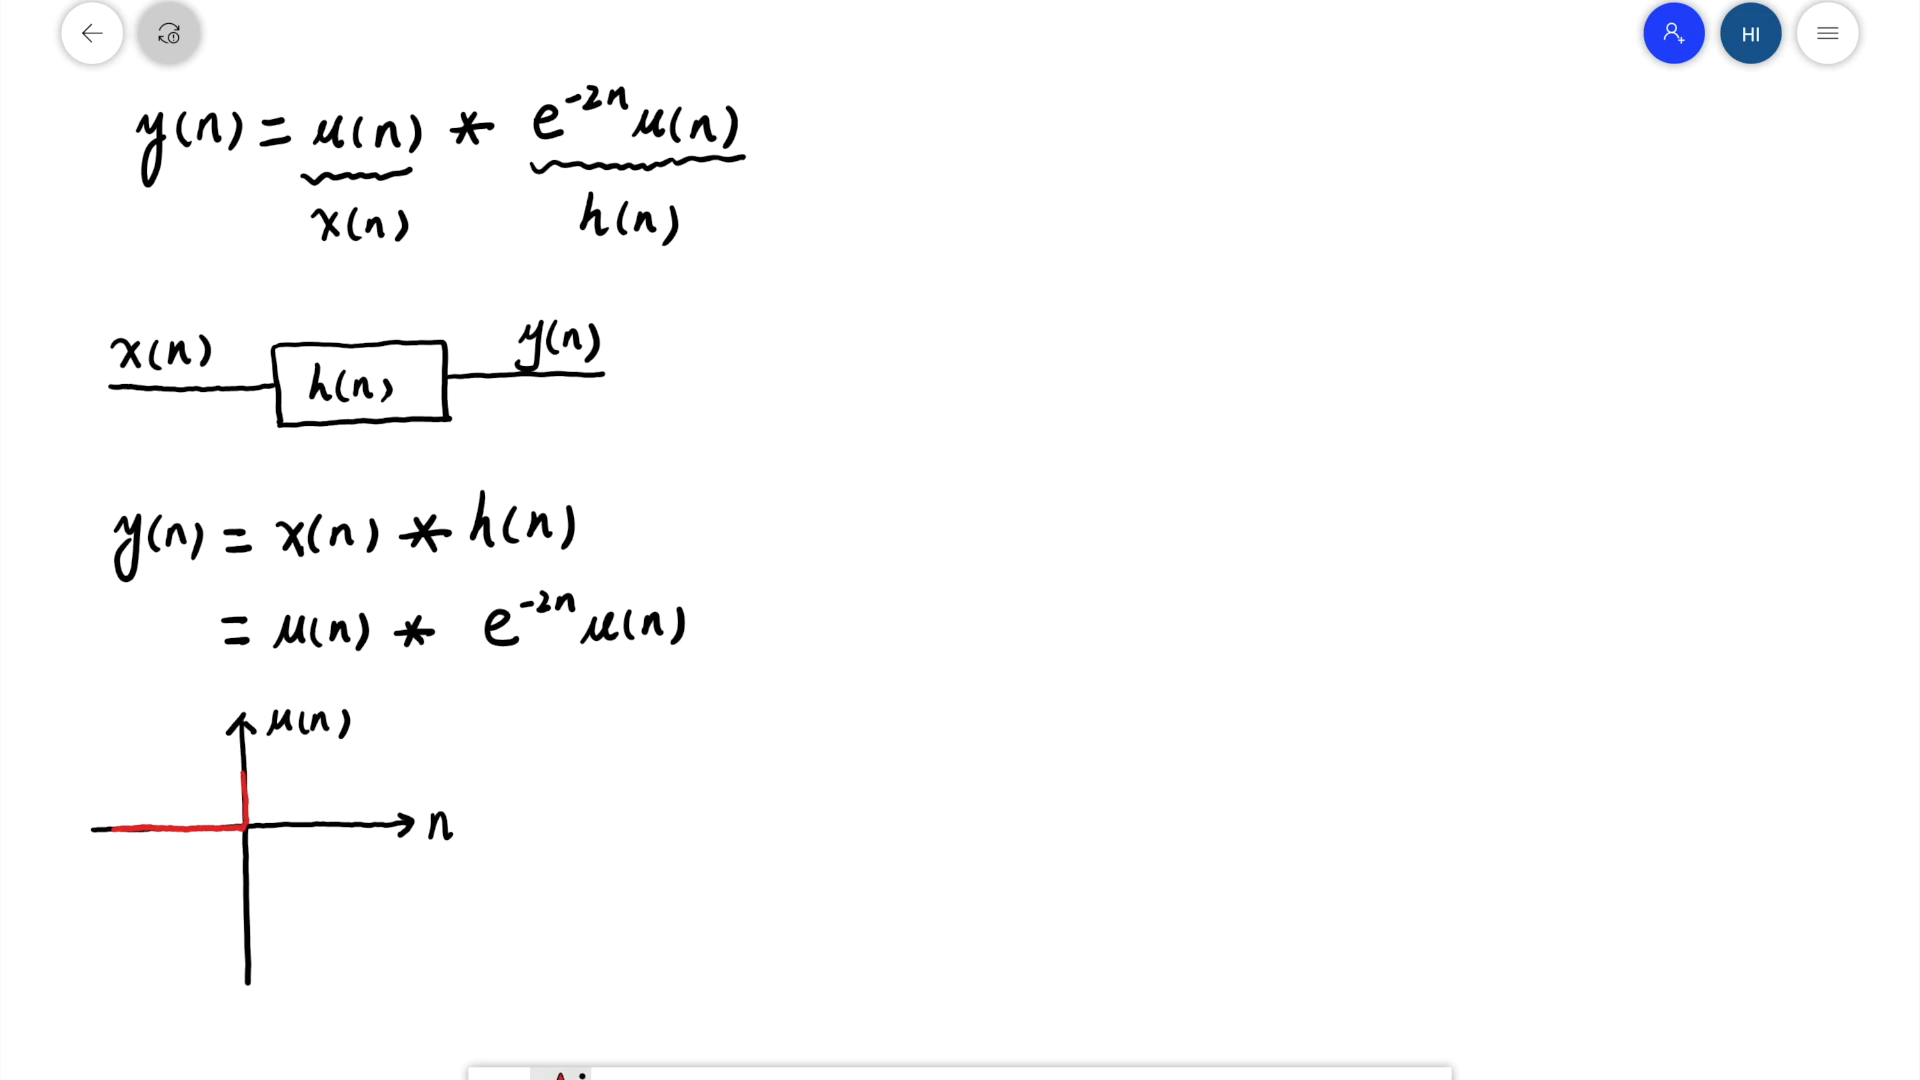 HI
y(n) = u(n) * e^{-2n} u(n)
x(n) h(n)
x(n) h(n) y(n)
y(n) = x(n) * h(n)
= u(n) * e^{-2n} u(n)
u(n)
n